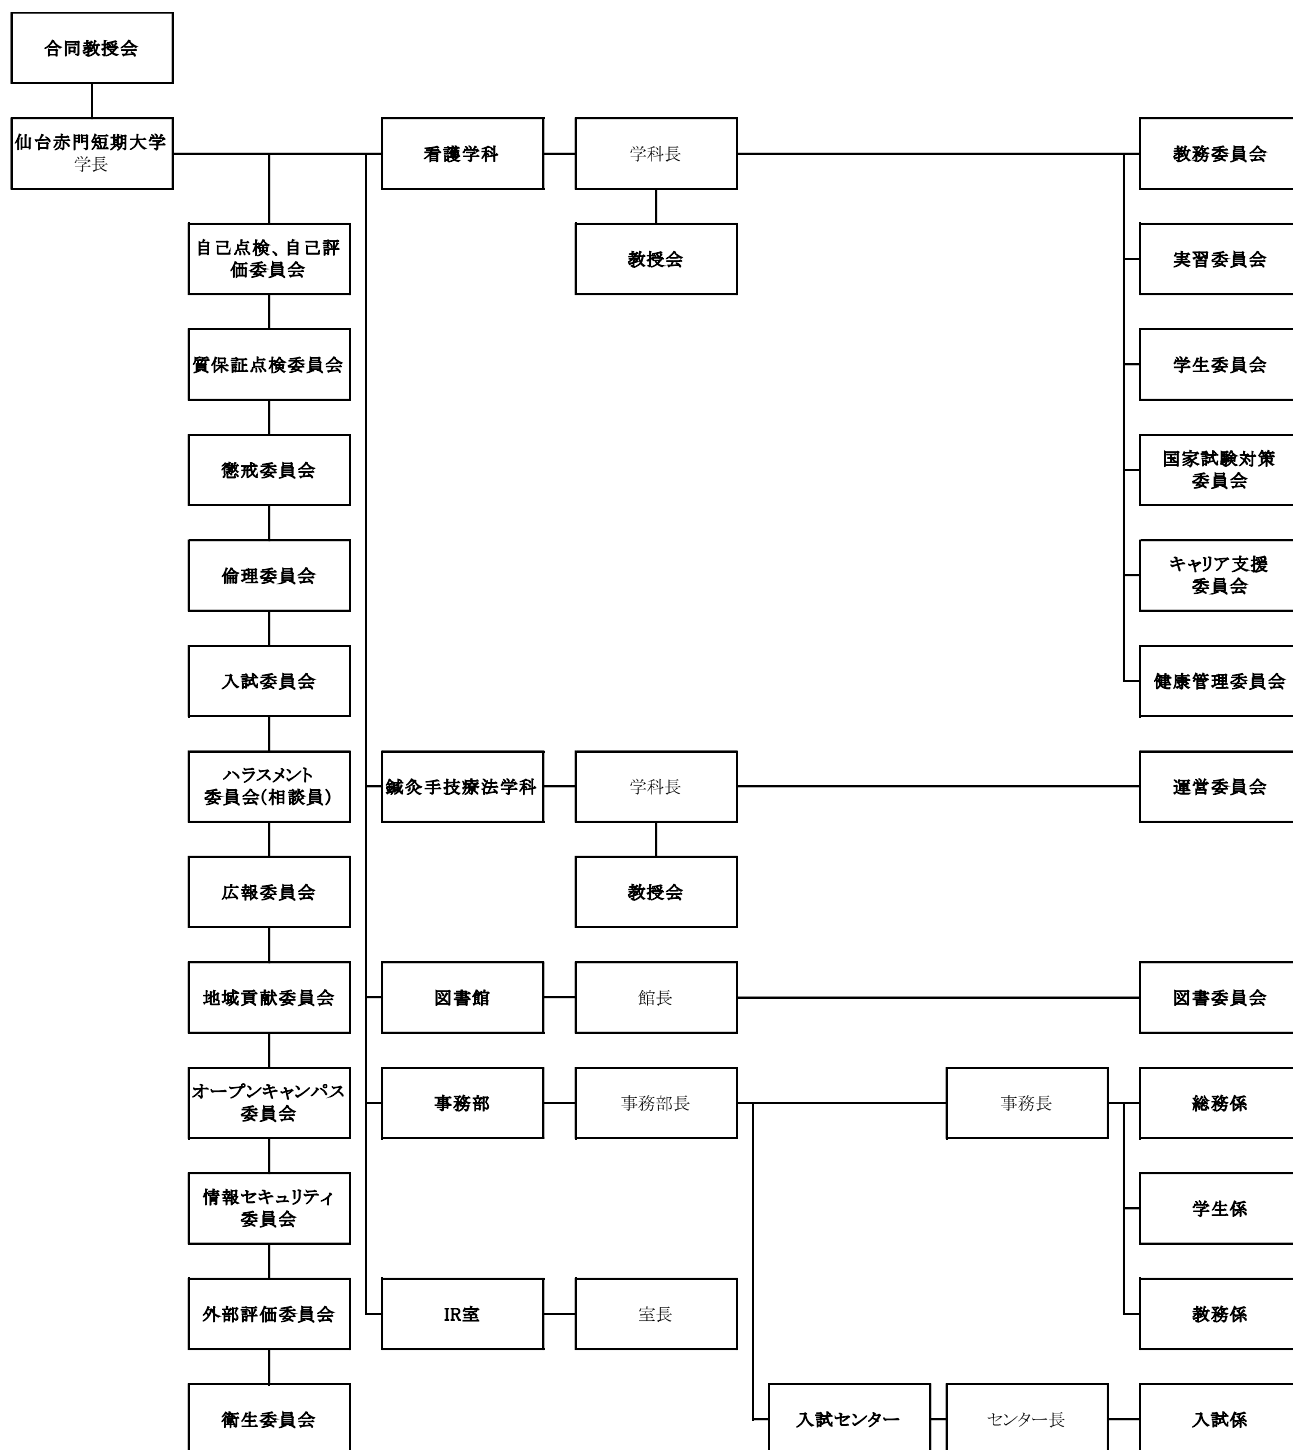 合同教授会
仙台赤門短期大学
学長
看護学科
学科長
教務委員会
自己点検、自己評
価委員会
教授会
実習委員会
質保証点検委員会
学生委員会
懲戒委員会
国家試験対策
委員会
倫理委員会
キャリア支援
委員会
入試委員会
健康管理委員会
ハラスメント
委員会(相談員)
鍼灸手技療法学科
学科長
運営委員会
広報委員会
教授会
地域貢献委員会
図書館
館長
図書委員会
オープンキャンパス
委員会
事務部
事務部長
事務長
総務係
情報セキュリティ
委員会
学生係
外部評価委員会
IR室
室長
教務係
衛生委員会
入試センター
センター長
入試係